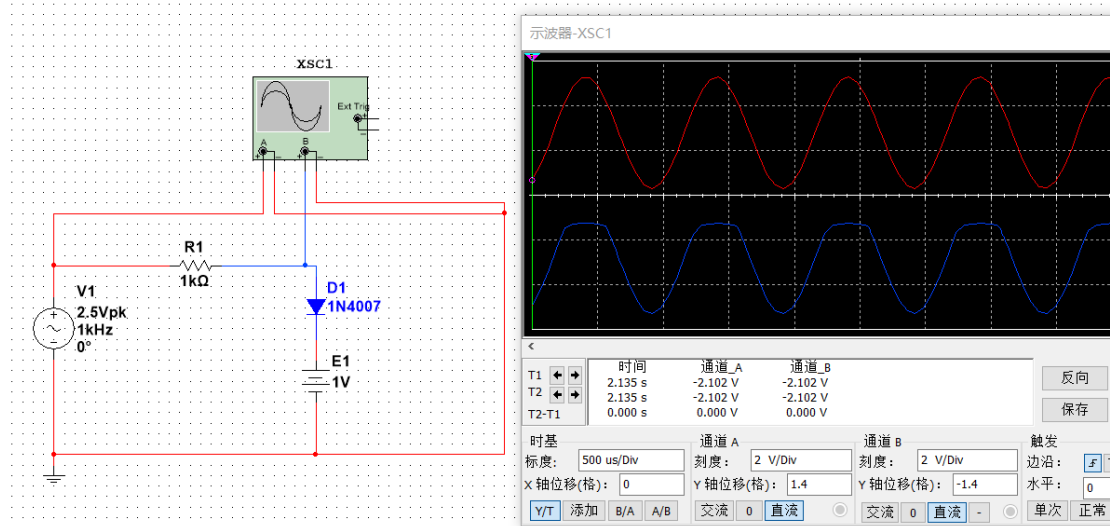 示波器-XSC1
XSC1
Ext Trig
+
-
A
B
+ - + -
R1
1kΩ
V1
2.5Vpk
1kHz
0°
D1
1N4007
E1
1V
<
时间 通道_A 通道_B
T1 2.135 s -2.102 V -2.102 V
T2 2.135 s -2.102 V -2.102 V
T2-T1 0.000 s 0.000 V 0.000 V
反向
保存
时基 通道 A 通道 B 触发
标度: 500 us/Div 刻度: 2 V/Div 刻度: 2 V/Div 边沿:
X 轴位移(格): 0 Y 轴位移(格): 1.4 Y 轴位移(格): -1.4 水平: 0
Y/T 添加 B/A A/B 交流 0 直流 交流 0 直流 - 单次 正常